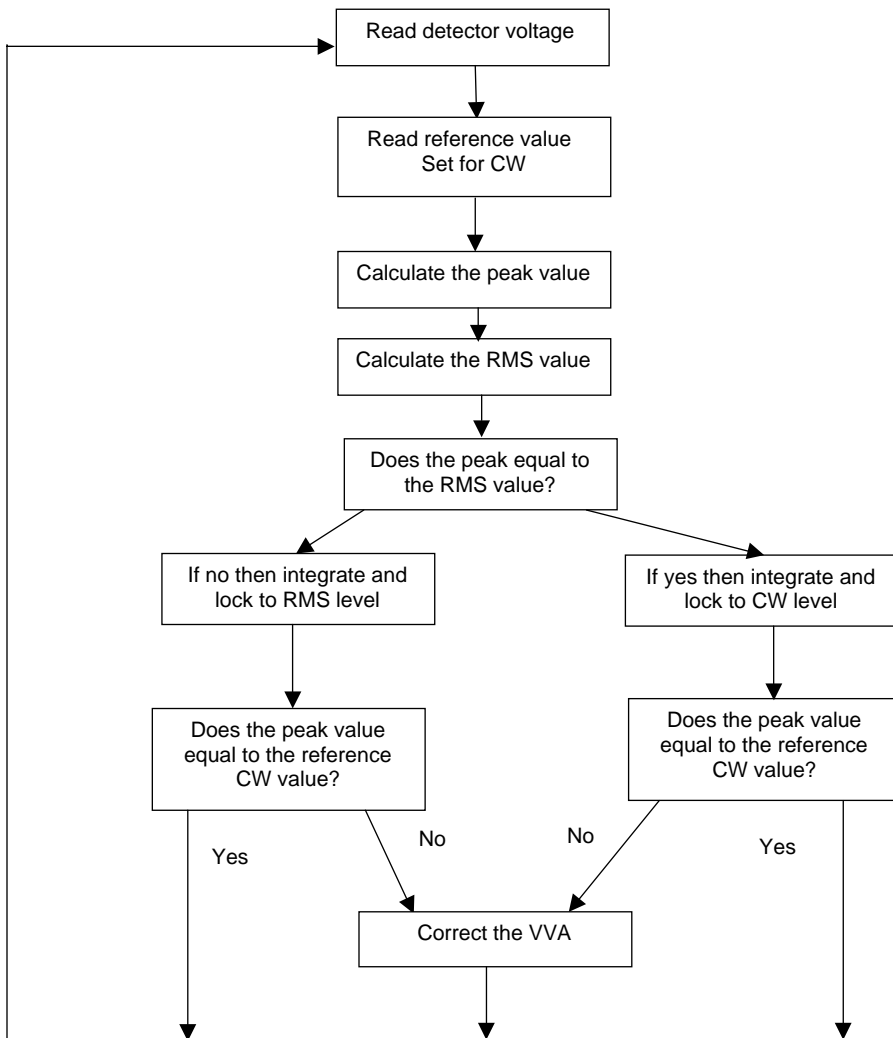 Read detector voltage
Read reference value
Set for CW
Calculate the peak value
Calculate the RMS value
Does the peak equal to
the RMS value?
If no then integrate and
lock to RMS level
If yes then integrate and
lock to CW level
Does the peak value
equal to the reference
CW value?
Does the peak value
equal to the reference
CW value?
Yes
No
No
Yes
Correct the VVA